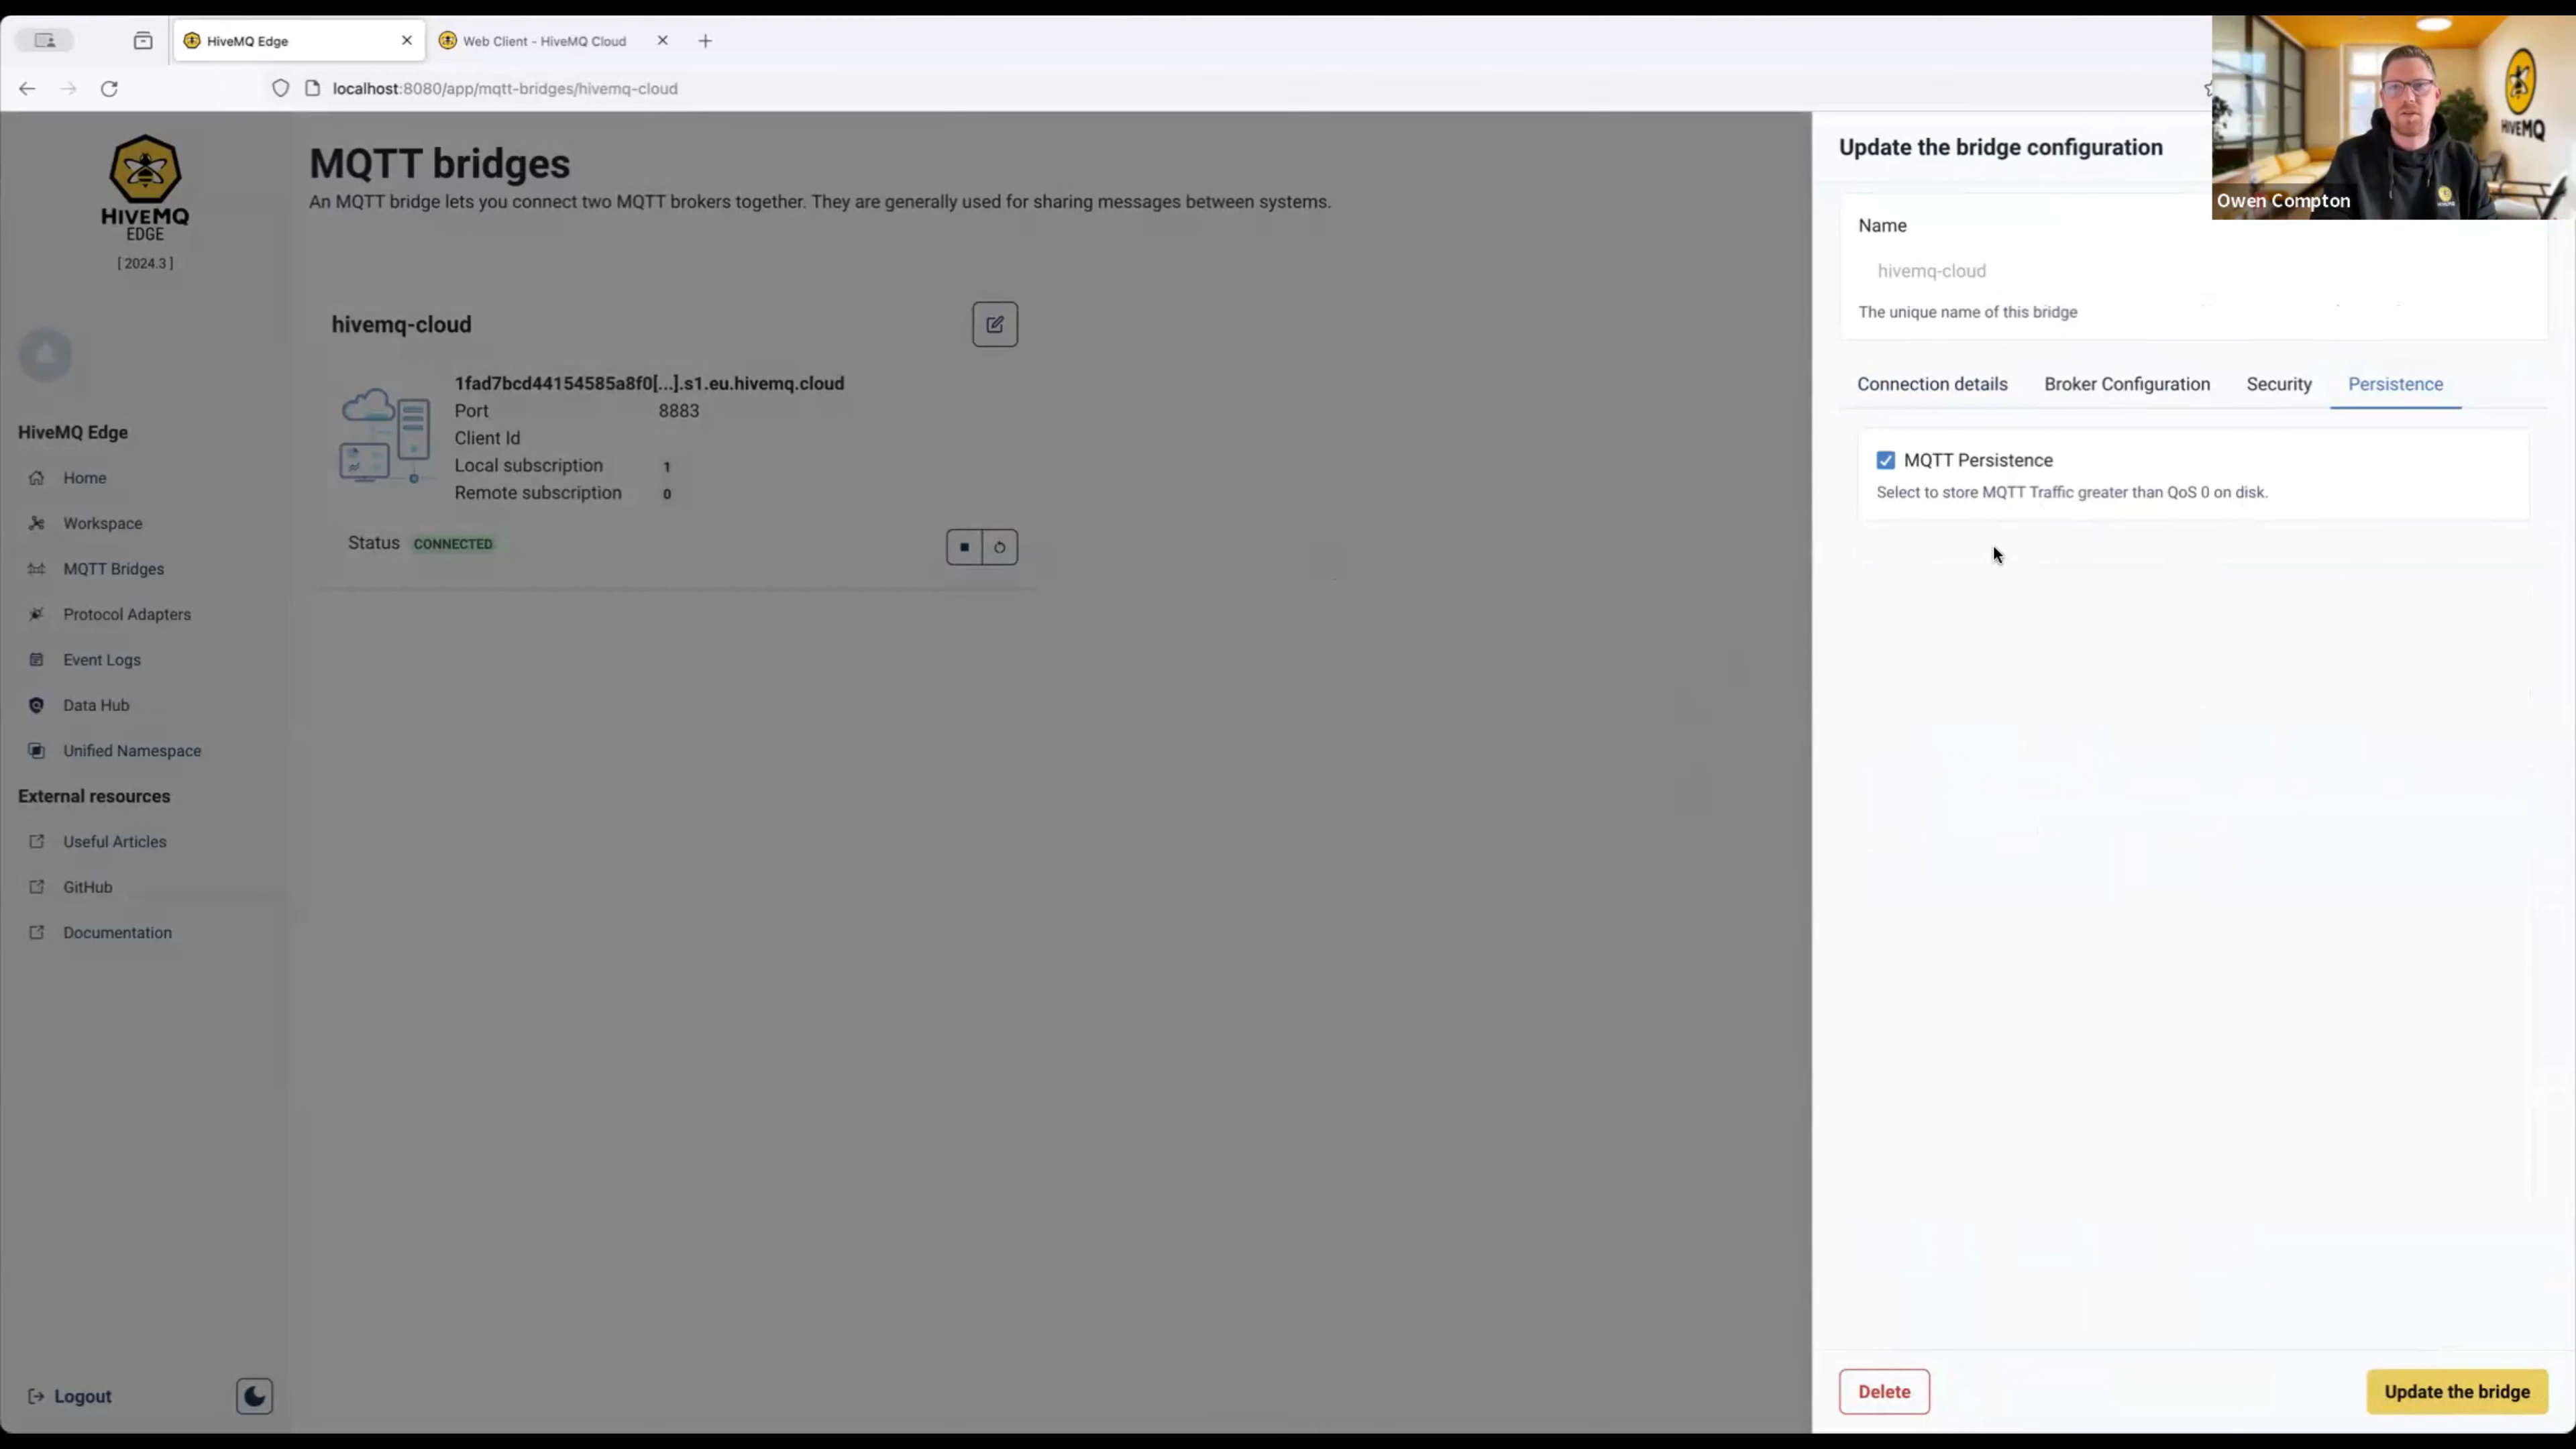 HiveMQ Edge
Web Client - HiveMQ Cloud
localhost:8080/app/mqtt-bridges/hivemq-cloud
HIVEMQ
Owen Compton
HIVEMQ
EDGE
[ 2024.3 ]
HiveMQ Edge
Home
Workspace
MQTT Bridges
Protocol Adapters
Event Logs
Data Hub
Unified Namespace
External resources
Useful Articles
GitHub
Documentation
Logout
MQTT bridges
An MQTT bridge lets you connect two MQTT brokers together. They are generally used for sharing messages between systems.
hivemq-cloud
1fad7bcd44154585a8f0[...].s1.eu.hivemq.cloud
Port 8883
Client Id
Local subscription 1
Remote subscription 0
Status CONNECTED
Update the bridge configuration
Name
hivemq-cloud
The unique name of this bridge
Connection details Broker Configuration Security Persistence
MQTT Persistence
Select to store MQTT Traffic greater than QoS 0 on disk.
Delete
Update the bridge